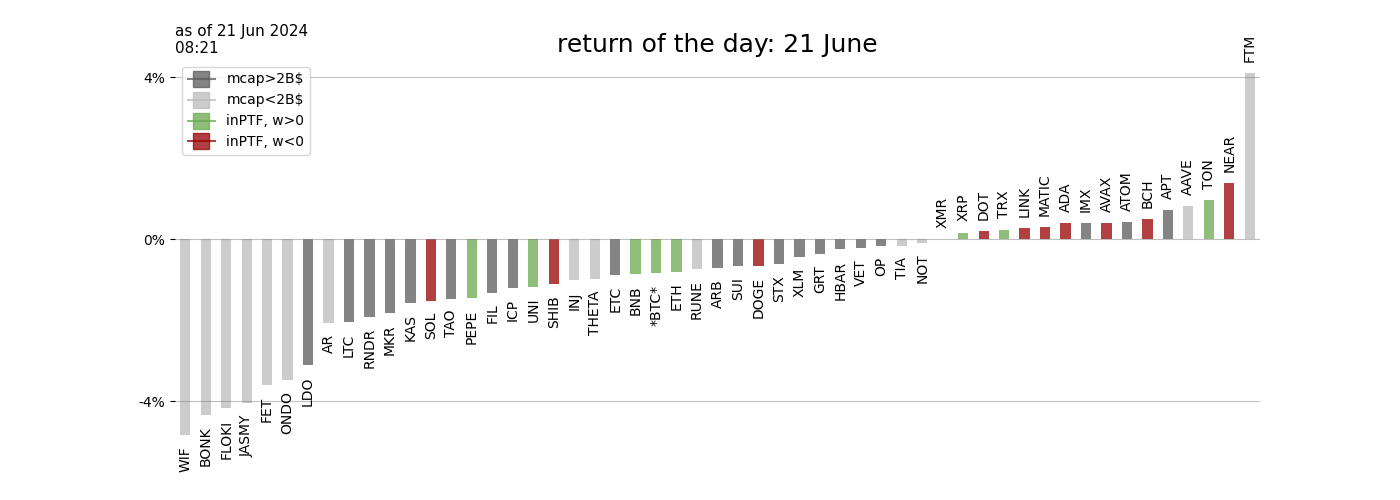 as of 21 Jun 2024
08:21
return of the day: 21 June
mcap>2B$
mcap<2B$
inPTF, w>0
inPTF, w<0
4%
0%
-4%
WIF
BONK
FLOKI
JASMY
FET
ONDO
LDO
AR
LTC
RNDR
MKR
KAS
SOL
TAO
PEPE
FIL
ICP
UNI
SHIB
INJ
THETA
ETC
BNB
*BTC*
ETH
RUNE
ARB
SUI
DOGE
STX
XLM
GRT
HBAR
VET
OP
TIA
NOT
XMR
XRP
DOT
TRX
LINK
MATIC
ADA
IMX
AVAX
ATOM
BCH
APT
AAVE
TON
NEAR
FTM